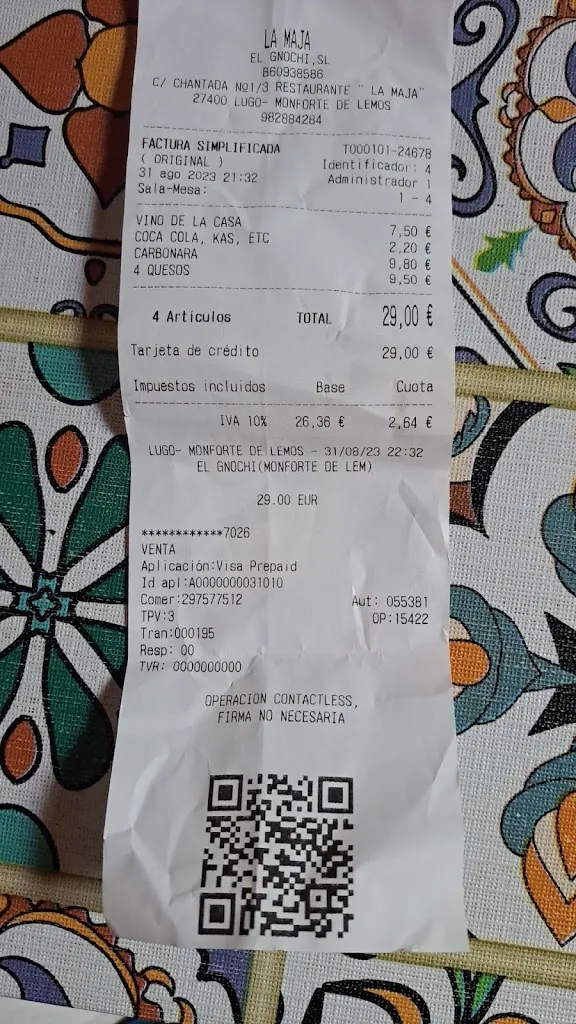 LA MAJA
EL GNOCHI,SL
B60938586
C/ CHANTADA Nº1/3 RESTAURANTE " LA MAJA"
27400 LUGO- MONFORTE DE LEMOS
982884284
FACTURA SIMPLIFICADA T000101-24678
( ORIGINAL ) Identificador: 4
31 ago 2023 21:32 Administrador 1
Sala-Mesa: 1 - 4
VINO DE LA CASA 7,50 €
COCA COLA, KAS, ETC 2,20 €
CARBONARA 9,80 €
4 QUESOS 9,50 €
4 Artículos TOTAL 29,00 €
Tarjeta de crédito 29,00 €
Impuestos incluidos Base Cuota
IVA 10% 26,36 € 2,64 €
LUGO- MONFORTE DE LEMOS - 31/08/23 22:32
EL GNOCHI(MONFORTE DE LEM)
29.00 EUR
************7026
VENTA
Aplicación:Visa Prepaid
Id apl:A0000000031010
Comer:297577512 Aut: 055381
TPV:3 OP:15422
Tran:000195
Resp: 00
TVR: 0000000000
OPERACION CONTACTLESS,
FIRMA NO NECESARIA